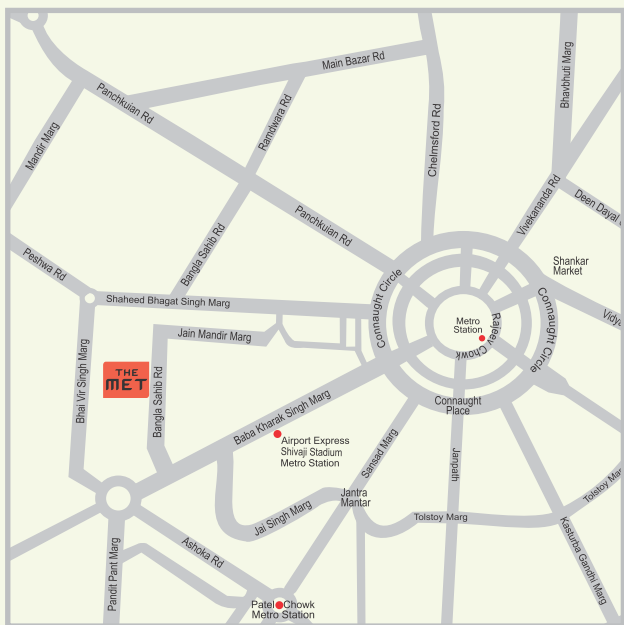 Main Bazar Rd
Bhavbhuti Marg
Panchkuian Rd
Ramdwara Rd
Chelmsford Rd
Mandir Marg
Vivekananda Rd
Deen Dayal
Panchkuian Rd
Bangla Sahib Rd
Peshwa Rd
Shankar
Market
Connaught Circle
Shaheed Bhagat Singh Marg
Metro
Station
Rajeev Chowk
Connaught Circle
Vidy
Jain Mandir Marg
Bhai Vir Singh Marg
THE
MET
Bangla Sahib Rd
Connaught
Place
Baba Kharak Singh Marg
Airport Express
Shivaji Stadium
Metro Station
Sansad Marg
Janpath
Jantra
Mantar
Tolstoy Mar
Jai Singh Marg
Tolstoy Marg
Kasturba Gandhi Marg
Ashoka Rd
Pandit Pant Marg
Patel Chowk
Metro Station